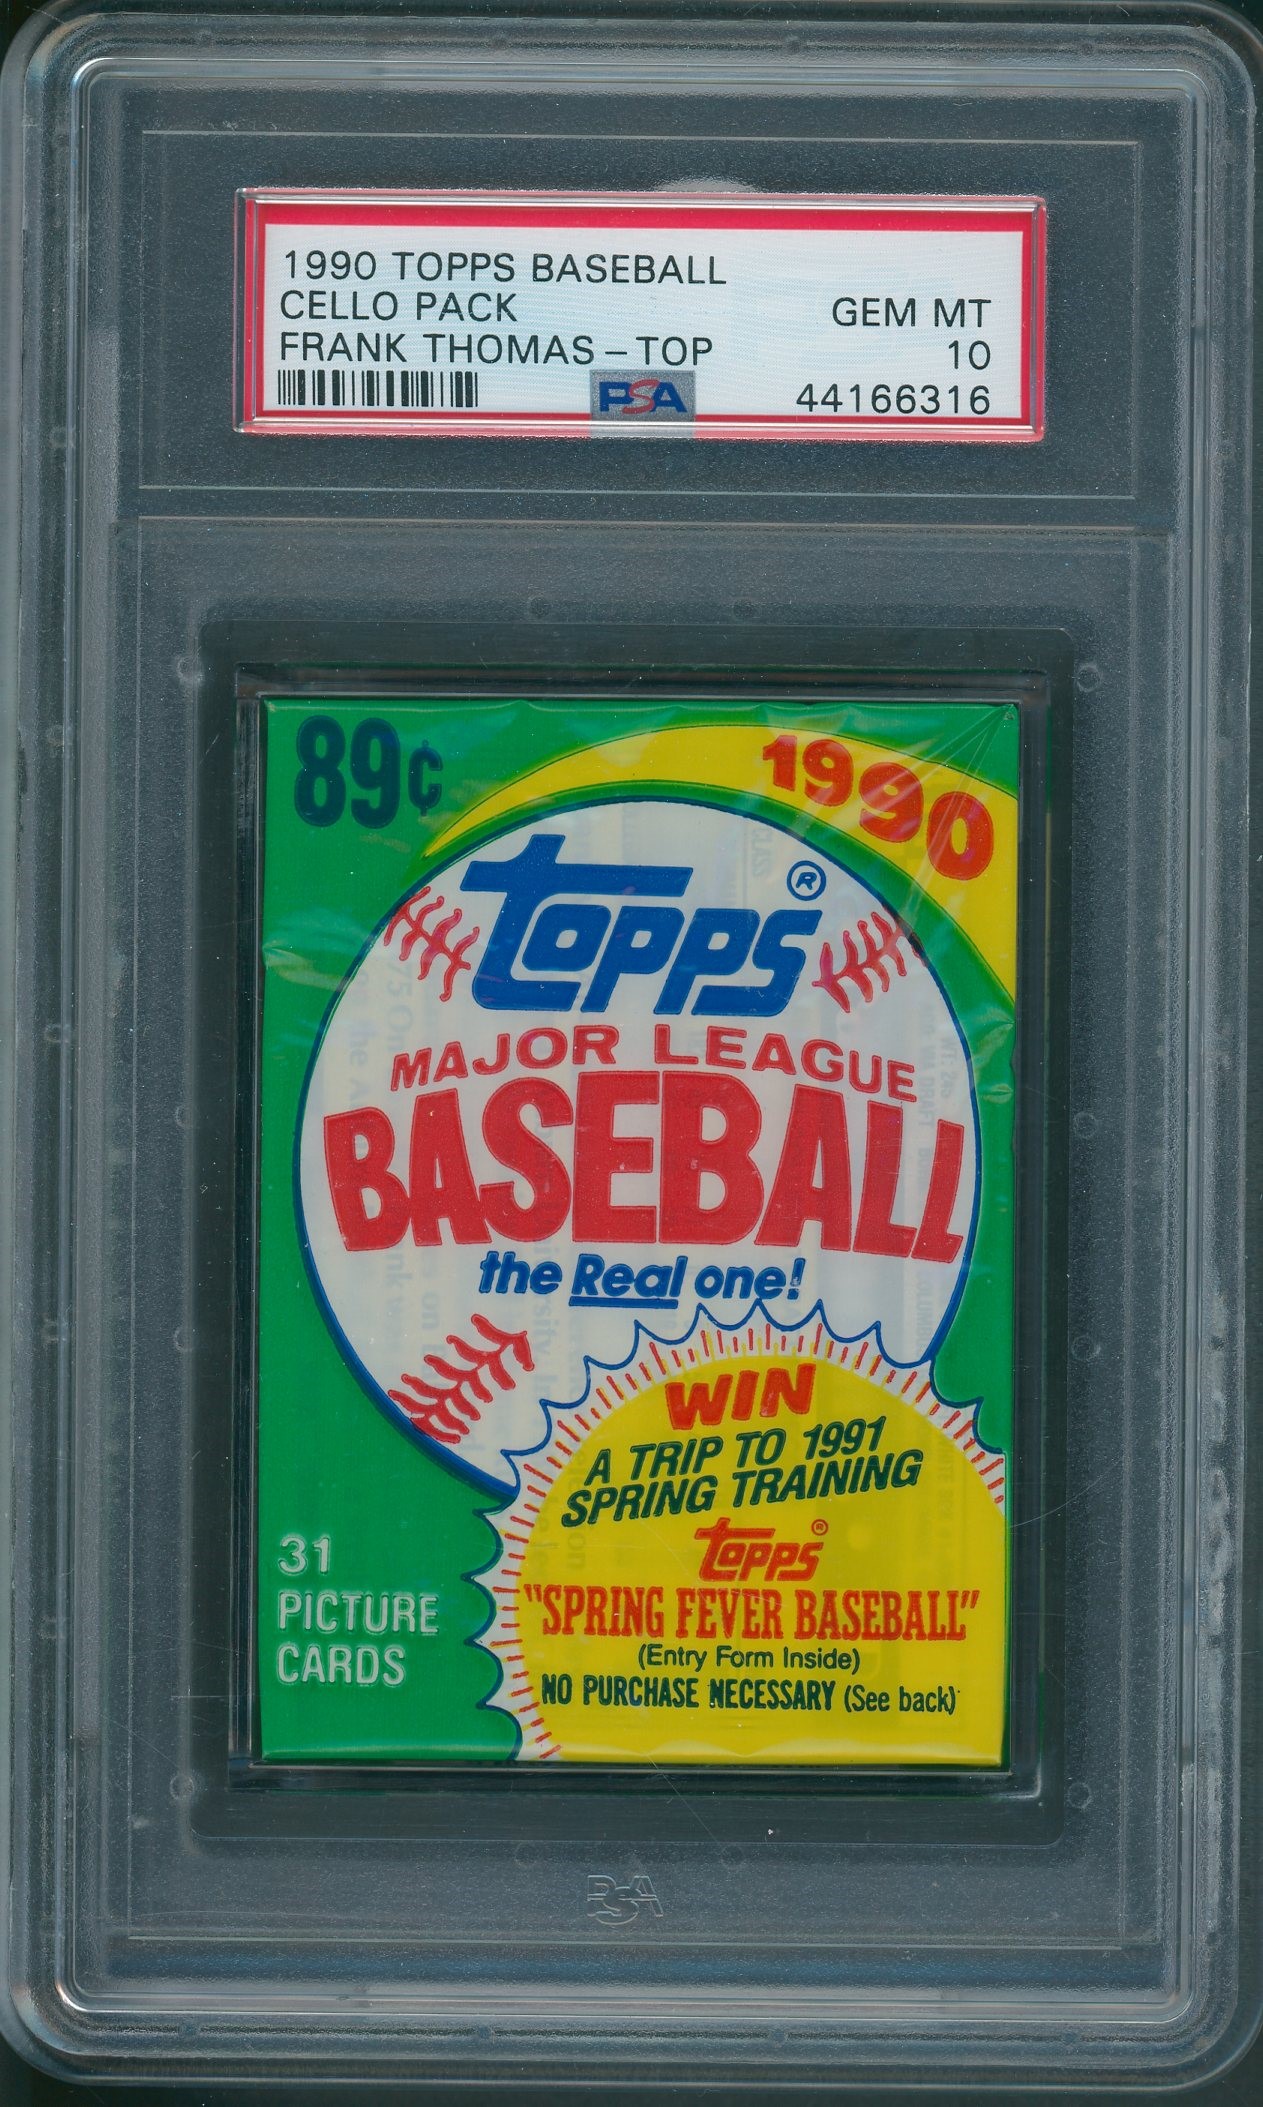 1990 TOPPS BASEBALL
CELLO PACK
GEM MT
FRANK THOMAS-TOP
10
PSA
44166316
89¢
1990
Topps®
MAJOR LEAGUE
BASEBALL
the Real one!
WIN
A TRIP TO 1991
SPRING TRAINING
Topps®
"SPRING FEVER BASEBALL"
(Entry Form Inside)
NO PURCHASE NECESSARY (See back)
31
PICTURE
CARDS
PSA